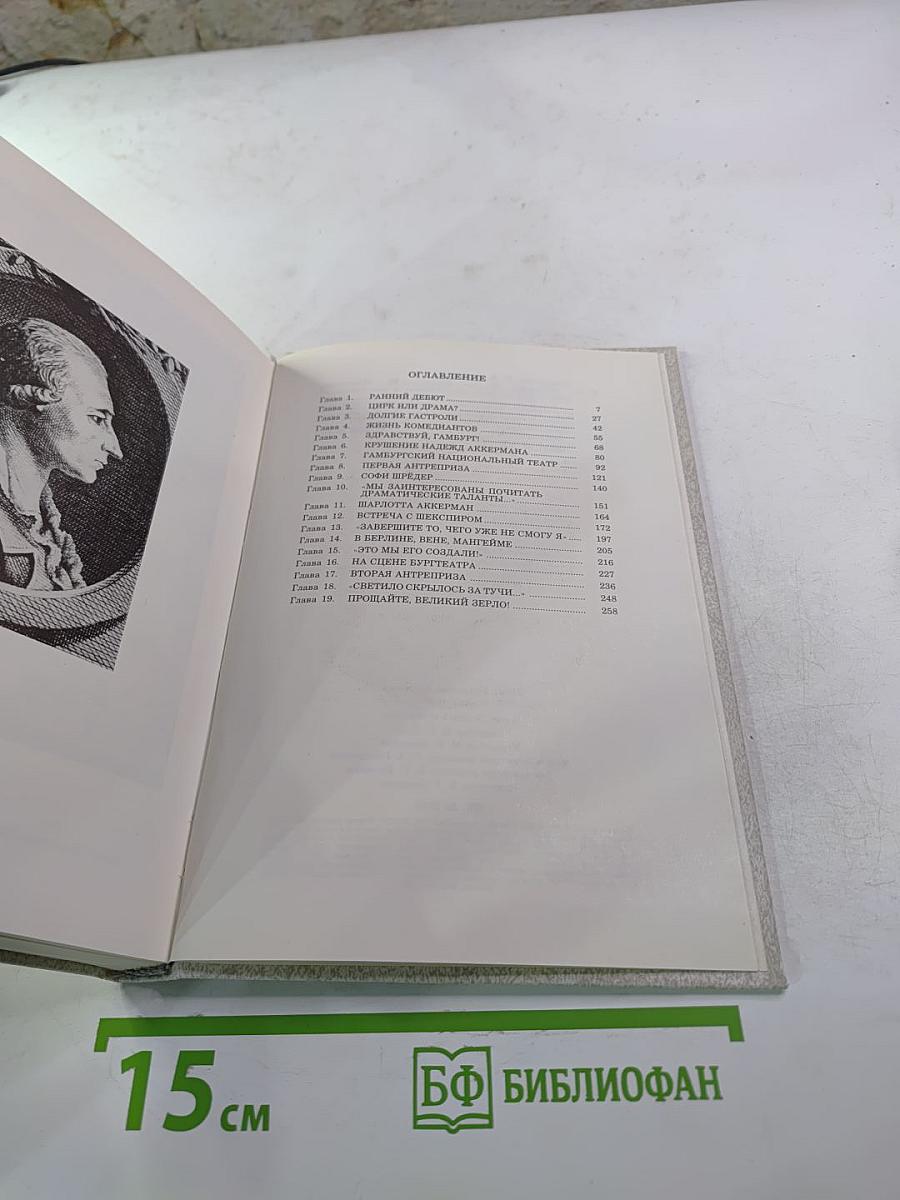 ОГЛАВЛЕНИЕ
Глава 1. РАННИЙ ДЕБЮТ 7
Глава 2. ЦИРК ИЛИ ДРАМА? 27
Глава 3. ДОЛГИЕ ГАСТРОЛИ 42
Глава 4. ЖИЗНЬ КОМЕДИАНТОВ 55
Глава 5. ЗДРАВСТВУЙ, ГАМБУРГ! 68
Глава 6. КРУШЕНИЕ НАДЕЖД АККЕРМАНА 80
Глава 7. ГАМБУРГСКИЙ НАЦИОНАЛЬНЫЙ ТЕАТР 92
Глава 8. ПЕРВАЯ АНТРЕПРИЗА 121
Глава 9. СОФИ ШРЁДЕР 140
Глава 10. «МЫ ЗАИНТЕРЕСОВАНЫ ПОЧИТАТЬ
ДРАМАТИЧЕСКИЕ ТАЛАНТЫ...» 151
Глава 11. ШАРЛОТТА АККЕРМАН 164
Глава 12. ВСТРЕЧА С ШЕКСПИРОМ 172
Глава 13. «ЗАВЕРШИТЕ ТО, ЧЕГО УЖЕ НЕ СМОГУ Я» 197
Глава 14. В БЕРЛИНЕ, ВЕНЕ, МАНГЕЙМЕ 205
Глава 15. «ЭТО МЫ ЕГО СОЗДАЛИ!» 216
Глава 16. НА СЦЕНЕ БУРГТЕАТРА 227
Глава 17. ВТОРАЯ АНТРЕПРИЗА 236
Глава 18. «СВЕТИЛО СКРЫЛОСЬ ЗА ТУЧИ...» 248
Глава 19. ПРОЩАЙТЕ, ВЕЛИКИЙ ЗЕРЛО! 258
15 см
БФ БИБЛИОФАН